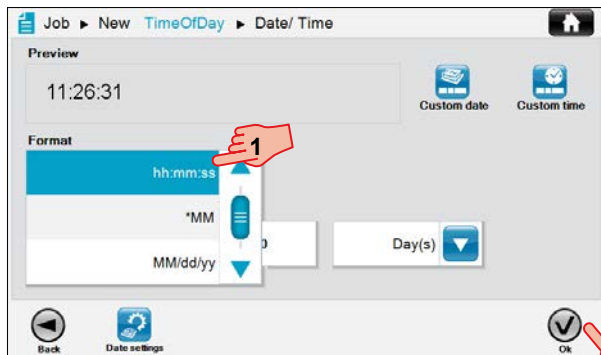 Job ▶ New TimeOfDay ▶ Date/ Time
Preview
11:26:31
Custom date
Custom time
Format
1
hh:mm:ss
*MM
MM/dd/yy
0
Day(s)
Back
Date settings
Ok